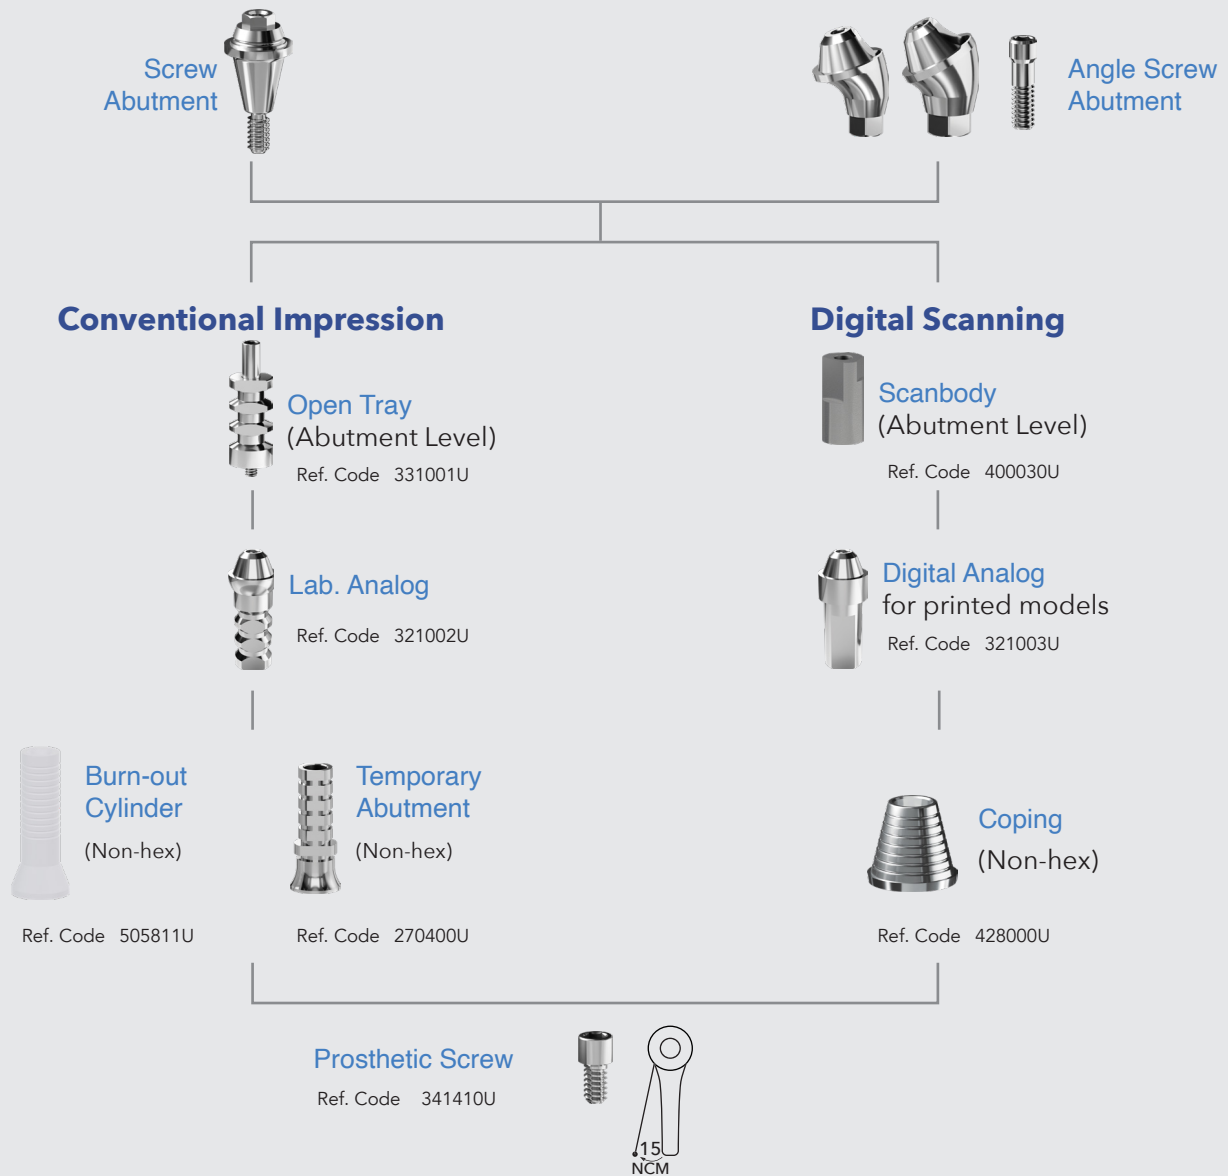 Screw
Abutment
Angle Screw
Abutment
Conventional Impression
Open Tray
(Abutment Level)
Ref. Code 331001U
Lab. Analog
Ref. Code 321002U
Burn-out
Cylinder
(Non-hex)
Ref. Code 505811U
Temporary
Abutment
(Non-hex)
Ref. Code 270400U
Digital Scanning
Scanbody
(Abutment Level)
Ref. Code 400030U
Digital Analog
for printed models
Ref. Code 321003U
Coping
(Non-hex)
Ref. Code 428000U
Prosthetic Screw
Ref. Code 341410U
15
NCM